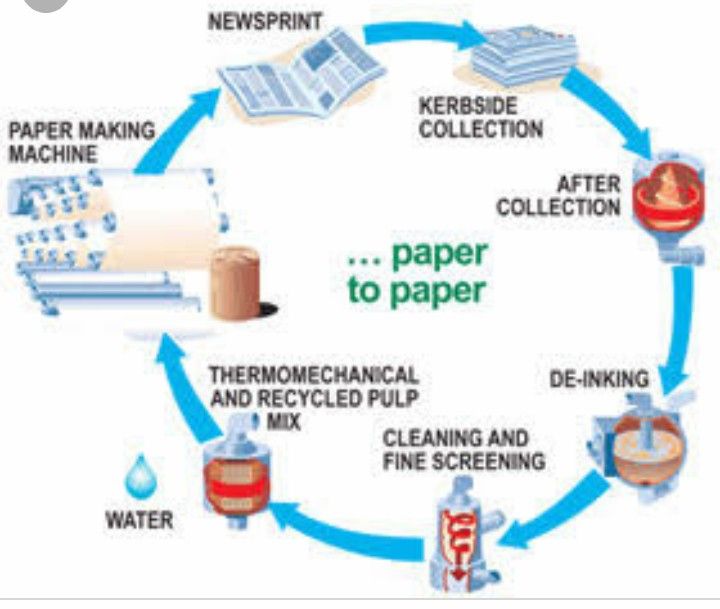 NEWSPRINT
KERBSIDE
COLLECTION
AFTER
COLLECTION
DE-INKING
CLEANING AND
FINE SCREENING
THERMOMECHANICAL
AND RECYCLED PULP
MIX
WATER
PAPER MAKING
MACHINE
... paper
to paper